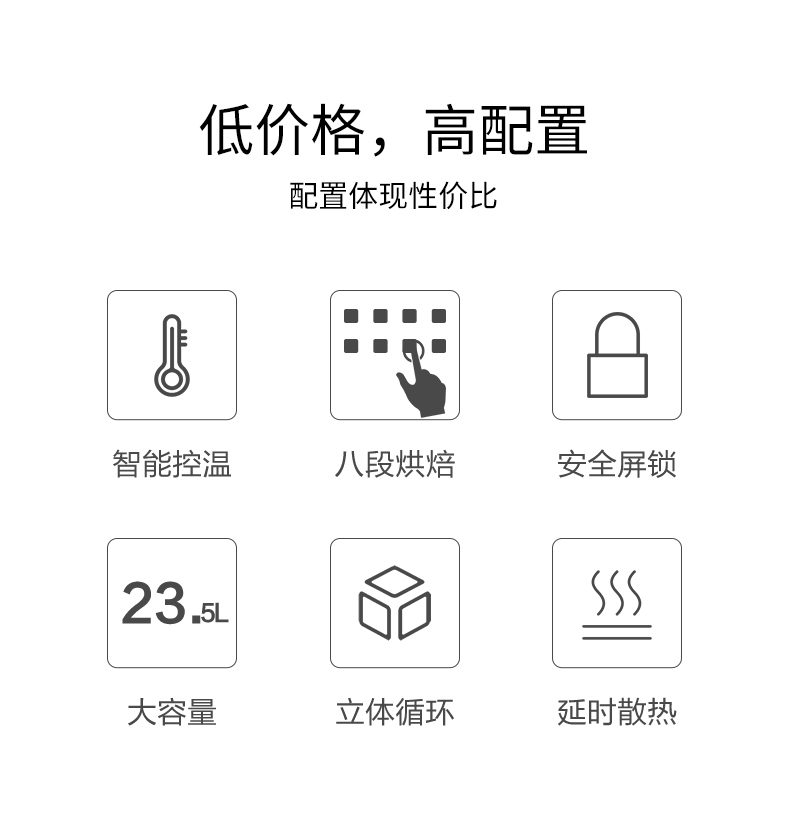 低价格，高配置
配置体现性价比
智能控温
八段烘焙
安全屏锁
23.5L
大容量
立体循环
延时散热